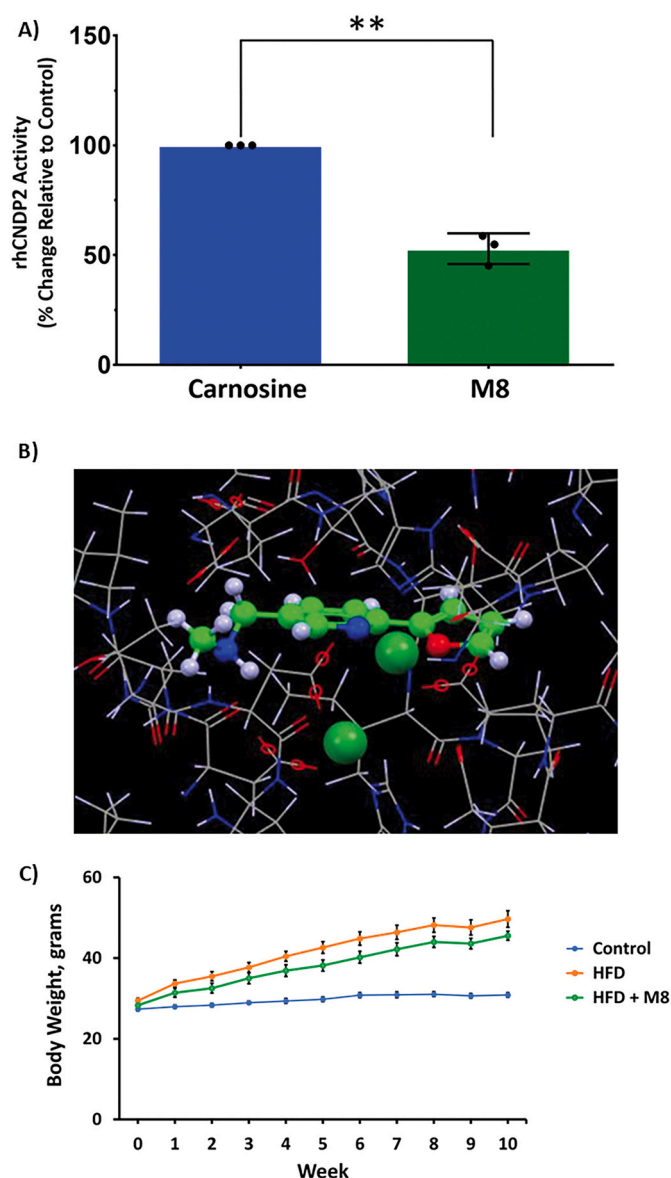 A)
**
150
100
50
0
rhCNDP2 Activity
(% Change Relative to Control)
Carnosine
M8
B)
C)
60
40
20
0
Body Weight, grams
0 1 2 3 4 5 6 7 8 9 10
Week
Control
HFD
HFD + M8